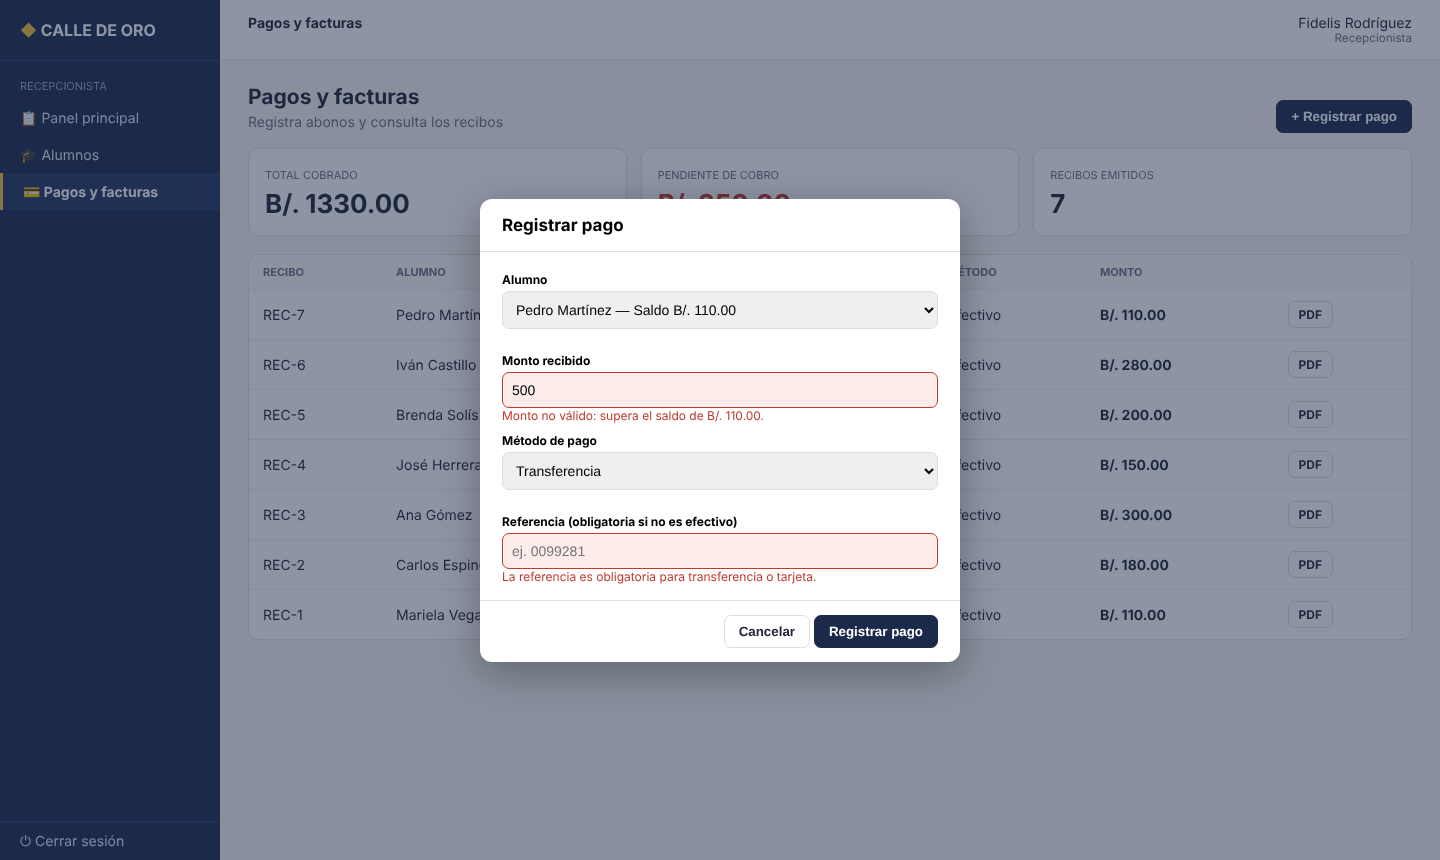 CALLE DE ORO
RECEPCIONISTA
Panel principal
Alumnos
Pagos y facturas
Cerrar sesión
Pagos y facturas
Fidelis Rodríguez
Recepcionista
Pagos y facturas
Registra abonos y consulta los recibos
+ Registrar pago
TOTAL COBRADO
B/. 1330.00
PENDIENTE DE COBRO
RECIBOS EMITIDOS
7
RECIBO ALUMNO MONTO
REC-7 Pedro B/. 110.00 PDF
REC-6 Iván Castillo B/. 280.00 PDF
REC-5 Brenda Solís B/. 200.00 PDF
REC-4 José Herrera B/. 150.00 PDF
REC-3 Ana Gómez B/. 300.00 PDF
REC-2 Carlos B/. 180.00 PDF
REC-1 Mariela Vega B/. 110.00 PDF
Registrar pago
Alumno
Pedro Martínez — Saldo B/. 110.00
Monto recibido
500
Monto no válido: supera el saldo de B/. 110.00.
Método de pago
Transferencia
Referencia (obligatoria si no es efectivo)
ej. 0099281
La referencia es obligatoria para transferencia o tarjeta.
Cancelar
Registrar pago